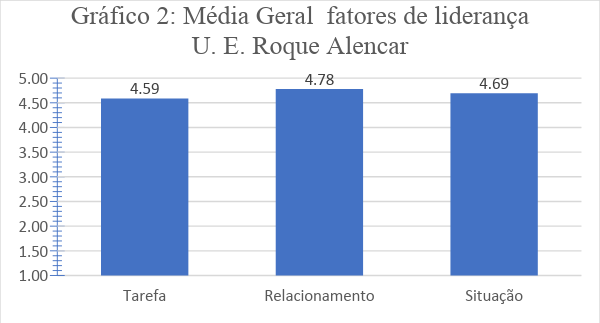 Gráfico 2: Média Geral  fatores de liderança
U. E. Roque Alencar
5.00
4.50
4.00
3.50
3.00
2.50
2.00
1.50
1.00
4.59
4.78
4.69
Tarefa
Relacionamento
Situação